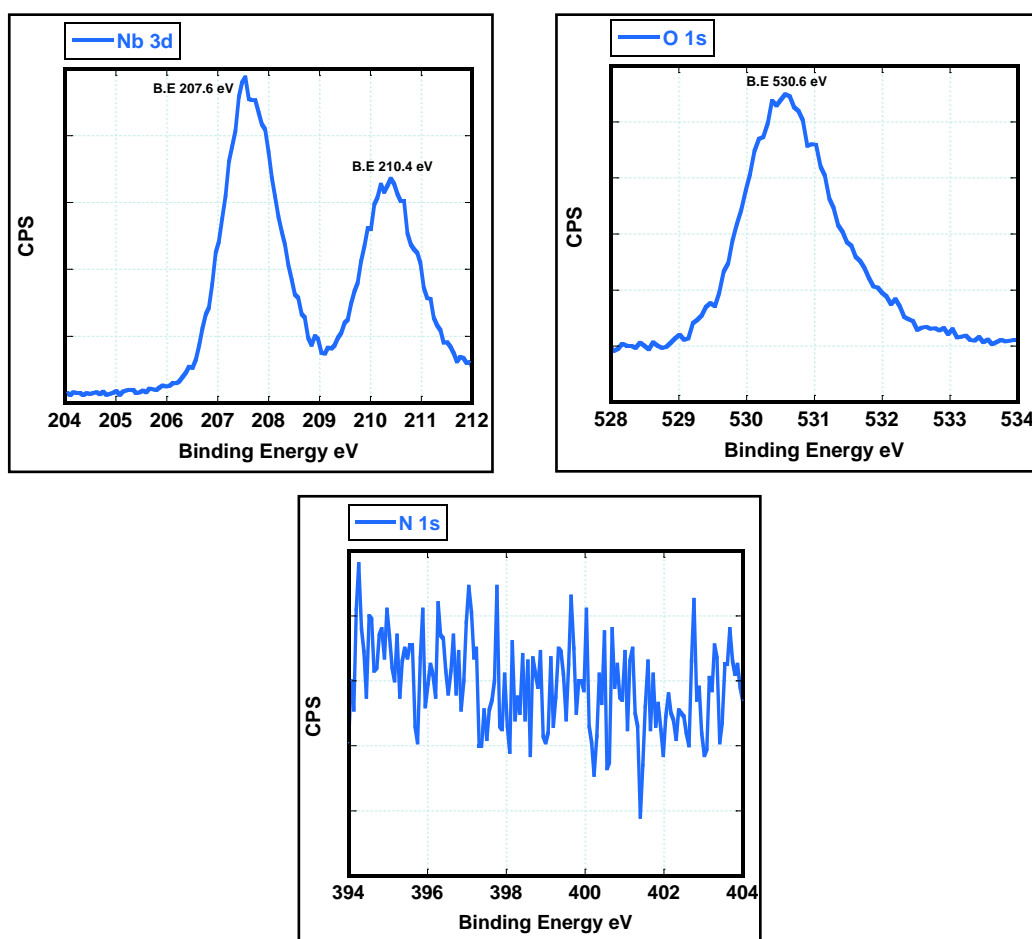 Nb 3d
B.E 207.6 eV
B.E 210.4 eV
CPS
204 205 206 207 208 209 210 211 212
Binding Energy eV
O 1s
B.E 530.6 eV
CPS
528 529 530 531 532 533 534
Binding Energy eV
N 1s
CPS
394 396 398 400 402 404
Binding Energy eV